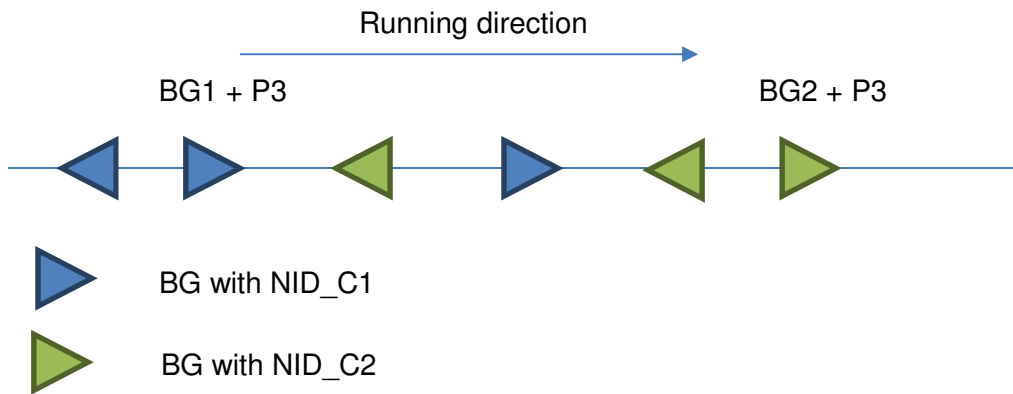 Running direction
BG1 + P3
BG2 + P3
BG with NID_C1
BG with NID_C2